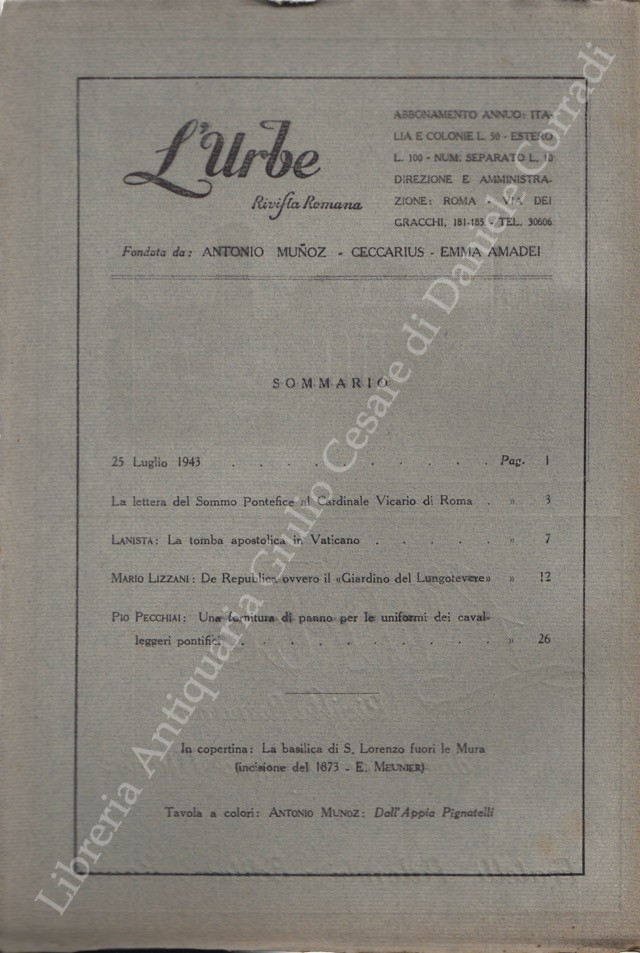 L'Urbe
Rivista Romana
ABBONAMENTO ANNUO: ITA-
LIA E COLONIE L. 50 - ESTERO
L. 100 - NUM. SEPARATO L. 10
DIREZIONE E AMMINISTRA-
ZIONE: ROMA - VIA DEI
GRACCHI, 181-185 - TEL. 30606
Fondata da: ANTONIO MUÑOZ - CECCARIUS - EMMA AMADEI
SOMMARIO
25 Luglio 1943 . . . . . . . . . . Pag. 1
La lettera del Sommo Pontefice al Cardinale Vicario di Roma . » 3
LANISTA: La tomba apostolica in Vaticano . . . . . » 7
MARIO LIZZANI: De Republica ovvero il «Giardino del Lungotevere» » 12
PIO PECCHIAI: Una fornitura di panno per le uniformi dei caval-
leggeri pontifici . . . . . . . . . » 26
In copertina: La basilica di S. Lorenzo fuori le Mura
(incisione del 1873 - E. MEUNIER)
Tavola a colori: ANTONIO MUNOZ: Dall'Appia Pignatelli
Libreria Antiquaria Giulio Cesare di Daniele Corradi